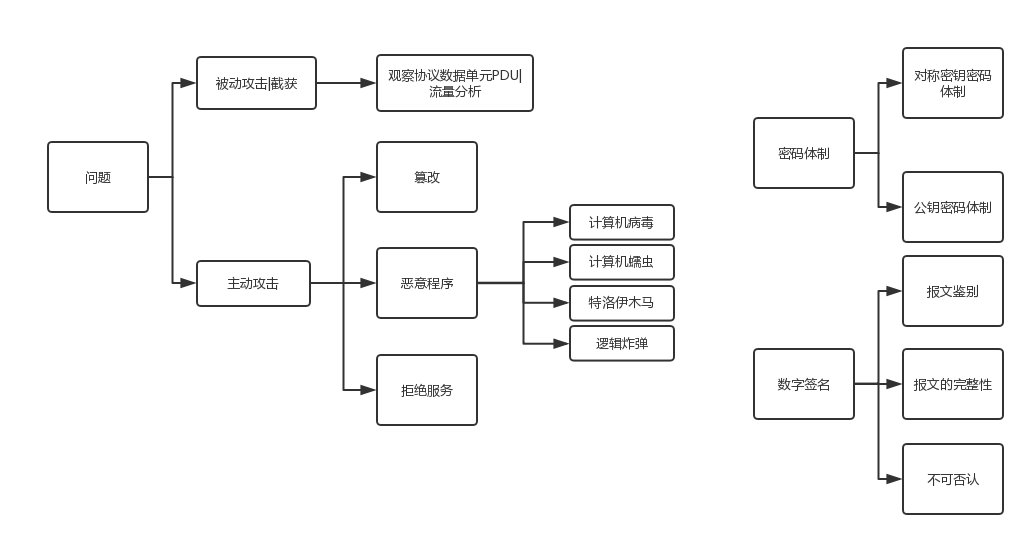 问题
被动攻击|截获
观察协议数据单元PDU|
流量分析
主动攻击
篡改
恶意程序
拒绝服务
计算机病毒
计算机蠕虫
特洛伊木马
逻辑炸弹
密码体制
对称密钥密码
体制
公钥密码体制
数字签名
报文鉴别
报文的完整性
不可否认